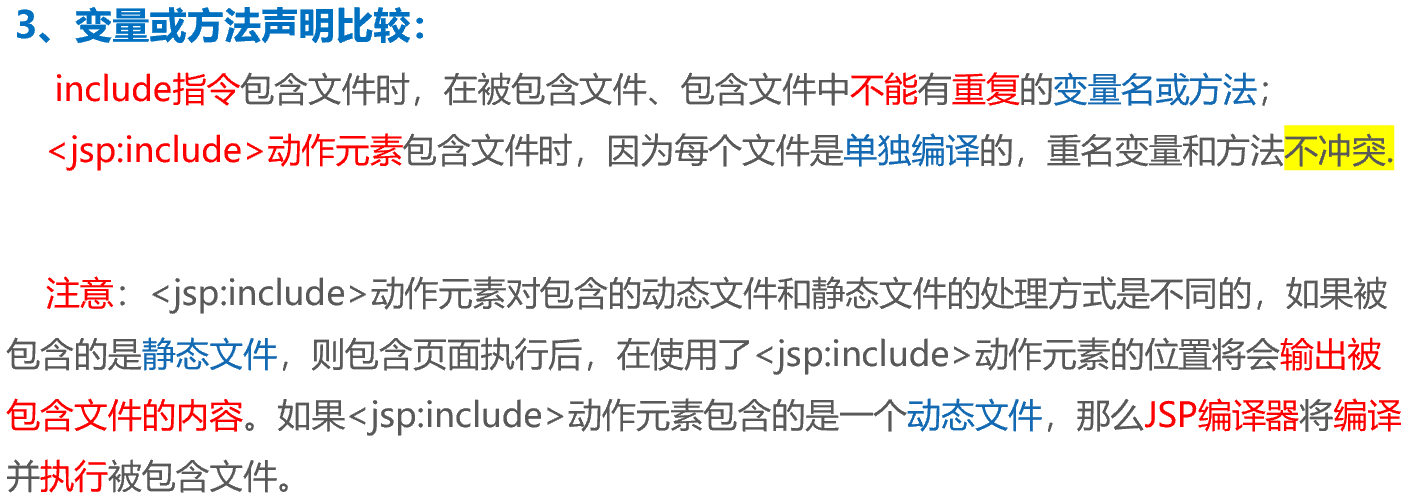 3、变量或方法声明比较：
include指令包含文件时，在被包含文件、包含文件中不能有重复的变量名或方法；
<jsp:include>动作元素包含文件时，因为每个文件是单独编译的，重名变量和方法不冲突.
注意：<jsp:include>动作元素对包含的动态文件和静态文件的处理方式是不同的，如果被
包含的是静态文件，则包含页面执行后，在使用了<jsp:include>动作元素的位置将会输出被
包含文件的内容。如果<jsp:include>动作元素包含的是一个动态文件，那么JSP编译器将编译
并执行被包含文件。